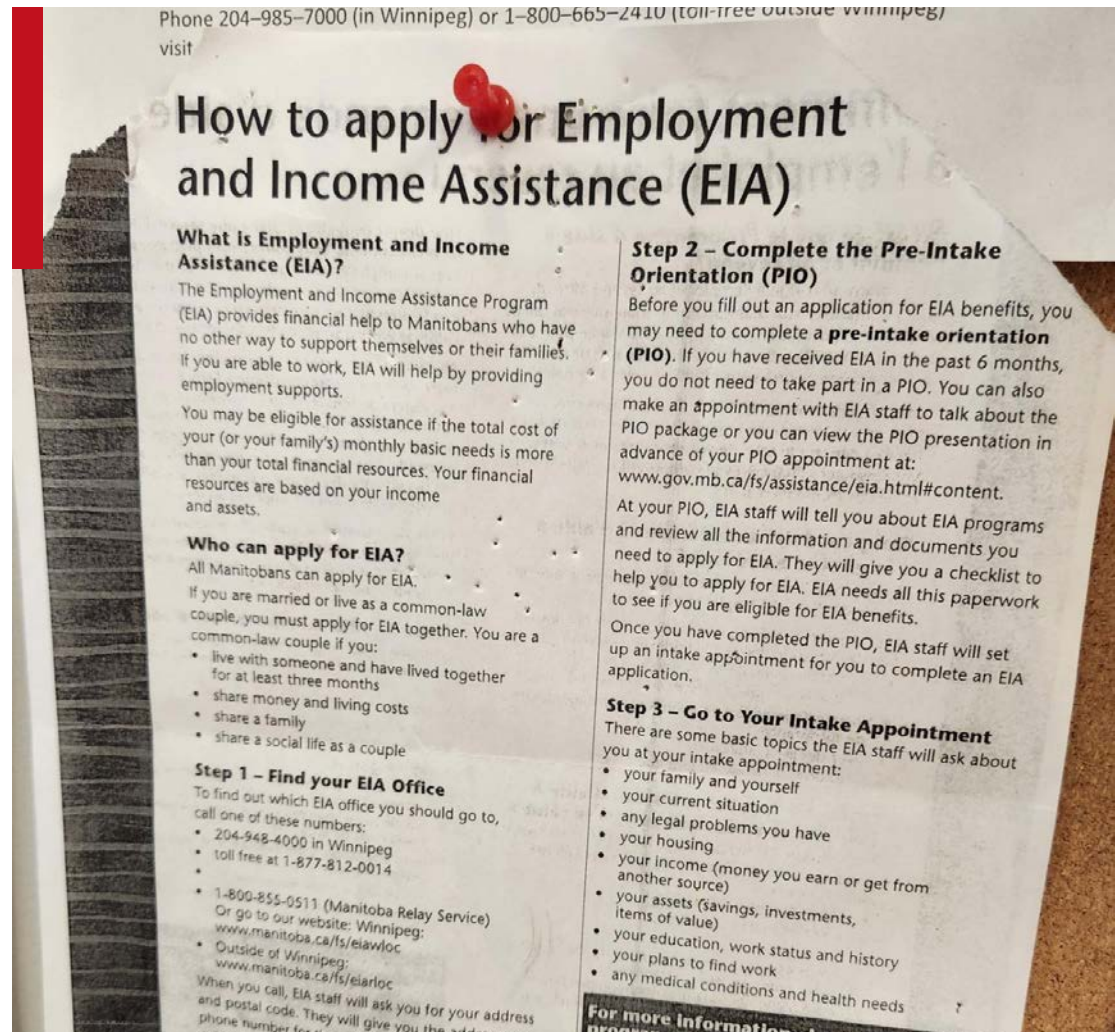 Phone 204–985–7000 (in Winnipeg) or 1–800–665–2410 (toll-free outside Winnipeg)
visit
How to apply for Employment
and Income Assistance (EIA)
What is Employment and Income
Assistance (EIA)?
The Employment and Income Assistance Program
(EIA) provides financial help to Manitobans who have
no other way to support themselves or their families.
If you are able to work, EIA will help by providing
employment supports.
You may be eligible for assistance if the total cost of
your (or your family's) monthly basic needs is more
than your total financial resources. Your financial
resources are based on your income
and assets.
Who can apply for EIA?
All Manitobans can apply for EIA.
If you are married or live as a common-law
couple, you must apply for EIA together. You are a
common-law couple if you:
• live with someone and have lived together
for at least three months
• share money and living costs
• share a family
• share a social life as a couple
Step 1 – Find your EIA Office
To find out which EIA office you should go to,
call one of these numbers:
• 204-948-4000 in Winnipeg
• toll free at 1-877-812-0014
•
• 1-800-855-0511 (Manitoba Relay Service)
Or go to our website: Winnipeg:
www.manitoba.ca/fs/eiawloc
• Outside of Winnipeg:
www.manitoba.ca/fs/eiarloc
When you call, EIA staff will ask you for your address
and postal code. They will give you the
phone number for
Step 2 – Complete the Pre-Intake
Orientation (PIO)
Before you fill out an application for EIA benefits, you
may need to complete a pre-intake orientation
(PIO). If you have received EIA in the past 6 months,
you do not need to take part in a PIO. You can also
make an appointment with EIA staff to talk about the
PIO package or you can view the PIO presentation in
advance of your PIO appointment at:
www.gov.mb.ca/fs/assistance/eia.html#content.
At your PIO, EIA staff will tell you about EIA programs
and review all the information and documents you
need to apply for EIA. They will give you a checklist to
help you to apply for EIA. EIA needs all this paperwork
to see if you are eligible for EIA benefits.
Once you have completed the PIO, EIA staff will set
up an intake appointment for you to complete an EIA
application.
Step 3 – Go to Your Intake Appointment
There are some basic topics the EIA staff will ask about
you at your intake appointment:
• your family and yourself
• your current situation
• any legal problems you have
• your housing
• your income (money you earn or get from
another source)
• your assets (savings, investments,
items of value)
• your education, work status and history
• your plans to find work
• any medical conditions and health needs
For more information